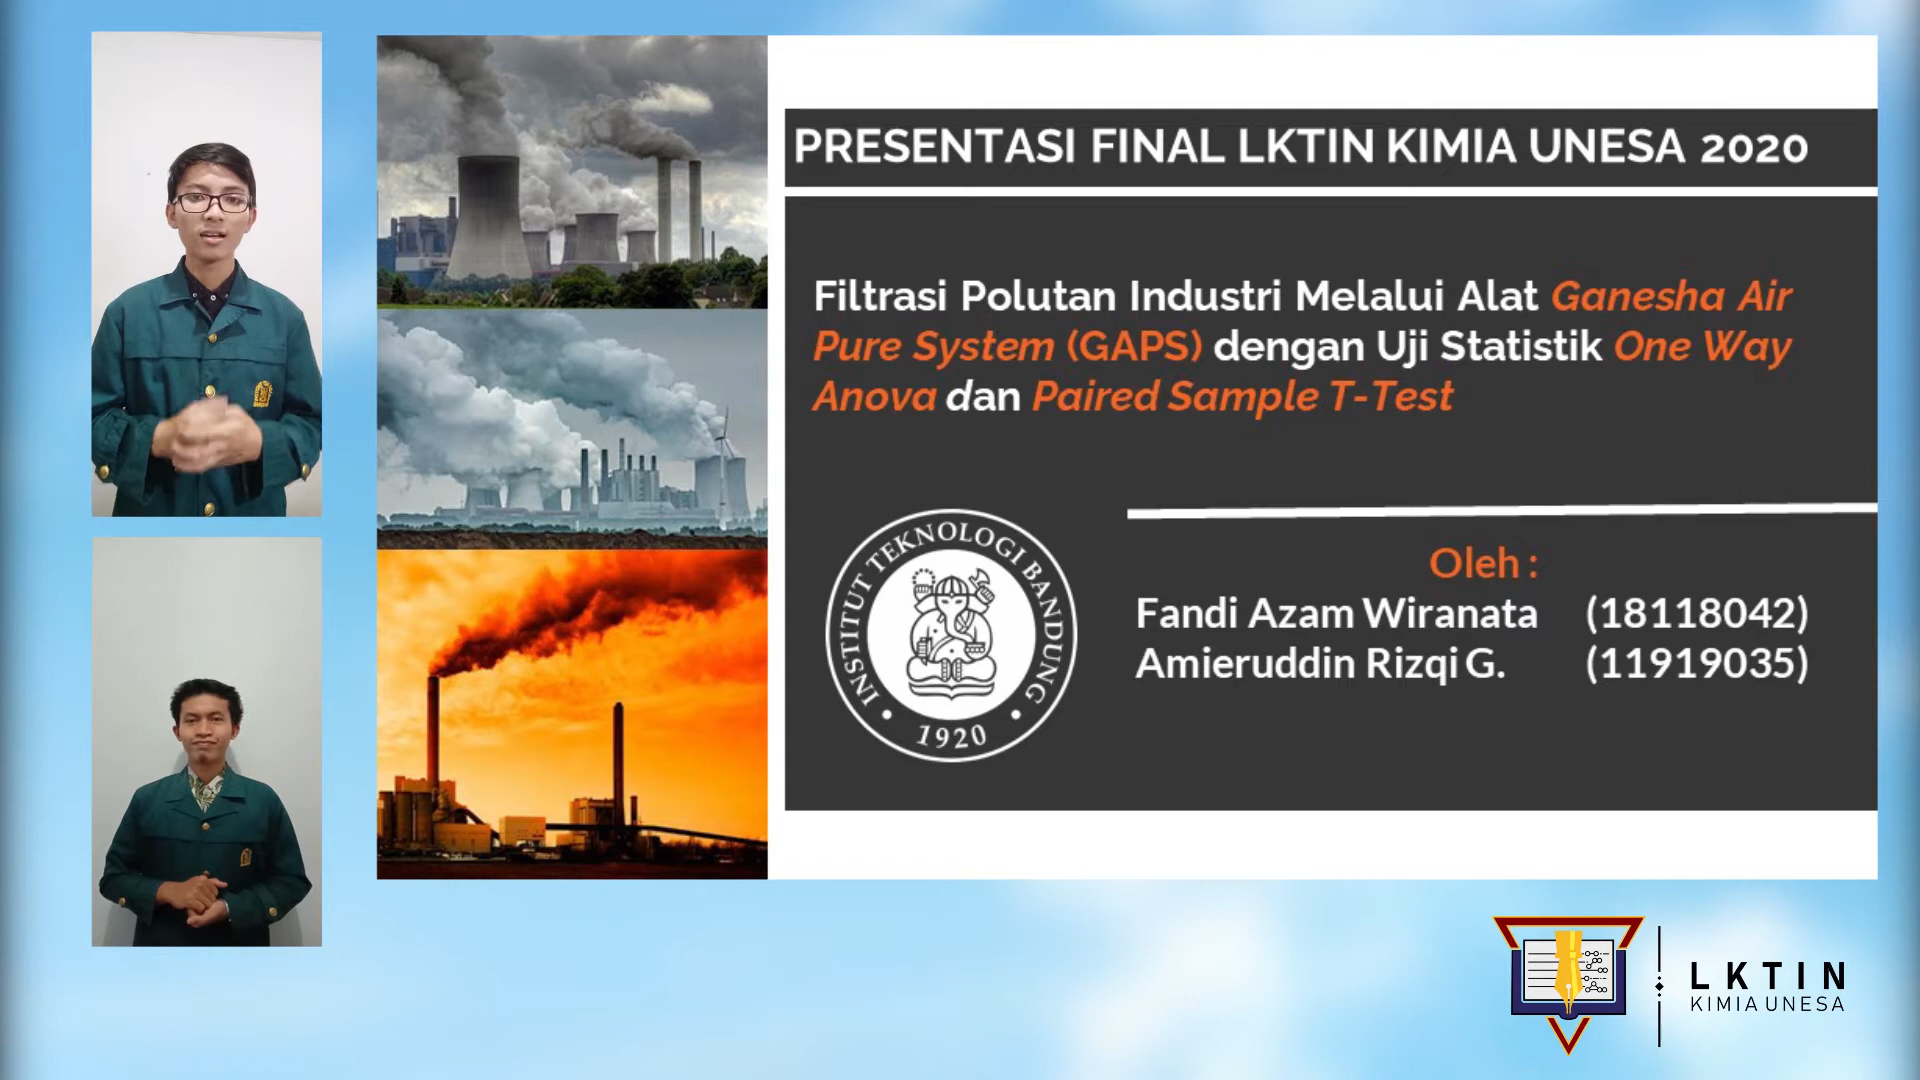 PRESENTASI FINAL LKTIN KIMIA UNESA 2020
Filtrasi Polutan Industri Melalui Alat Ganesha Air
Pure System (GAPS) dengan Uji Statistik One Way
Anova dan Paired Sample T-Test
INSTITUT TEKNOLOGI BANDUNG
1920
Oleh :
Fandi Azam Wiranata (18118042)
Amieruddin Rizqi G. (11919035)
LKTIN
KIMIA UNESA